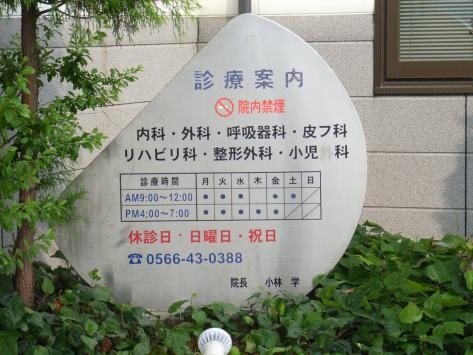 診療案内
院内禁煙
内科・外科・呼吸器科・皮フ科
リハビリ科・整形外科・小児外科
診療時間 月 火 水 木 金 土 日
AM9:00〜12:00 ● ● ● ● ●
PM4:00〜7:00 ● ● ● ● ●
休診日・日曜日・祝日
☎ 0566-43-0388
院長 小林 学